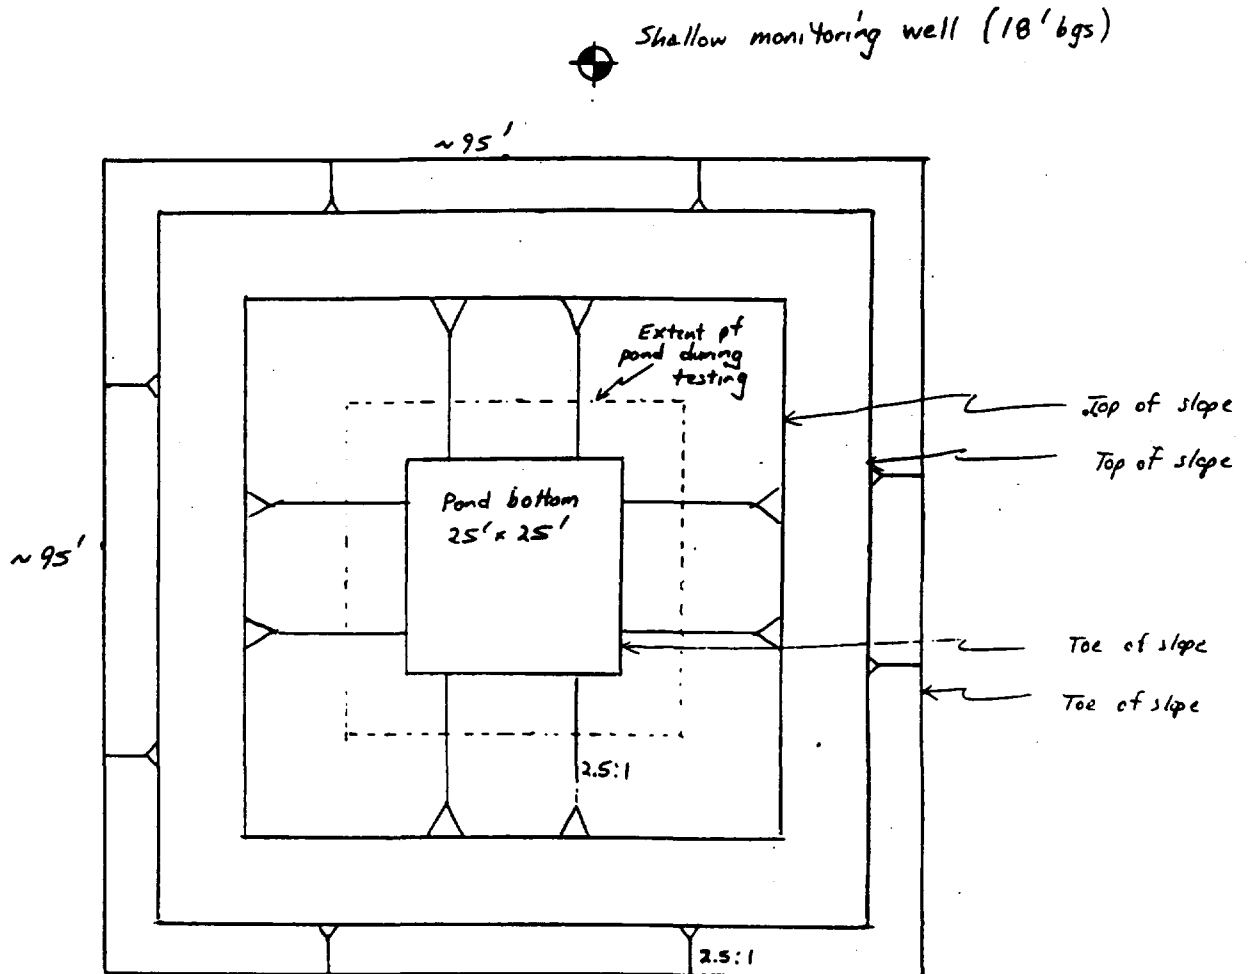 Shallow monitoring well (18' bgs)
~95'
Extent of
pond during
testing
Top of slope
Top of slope
Pond bottom
25' x 25'
~95'
Toe of slope
Toe of slope
2.5:1
2.5:1